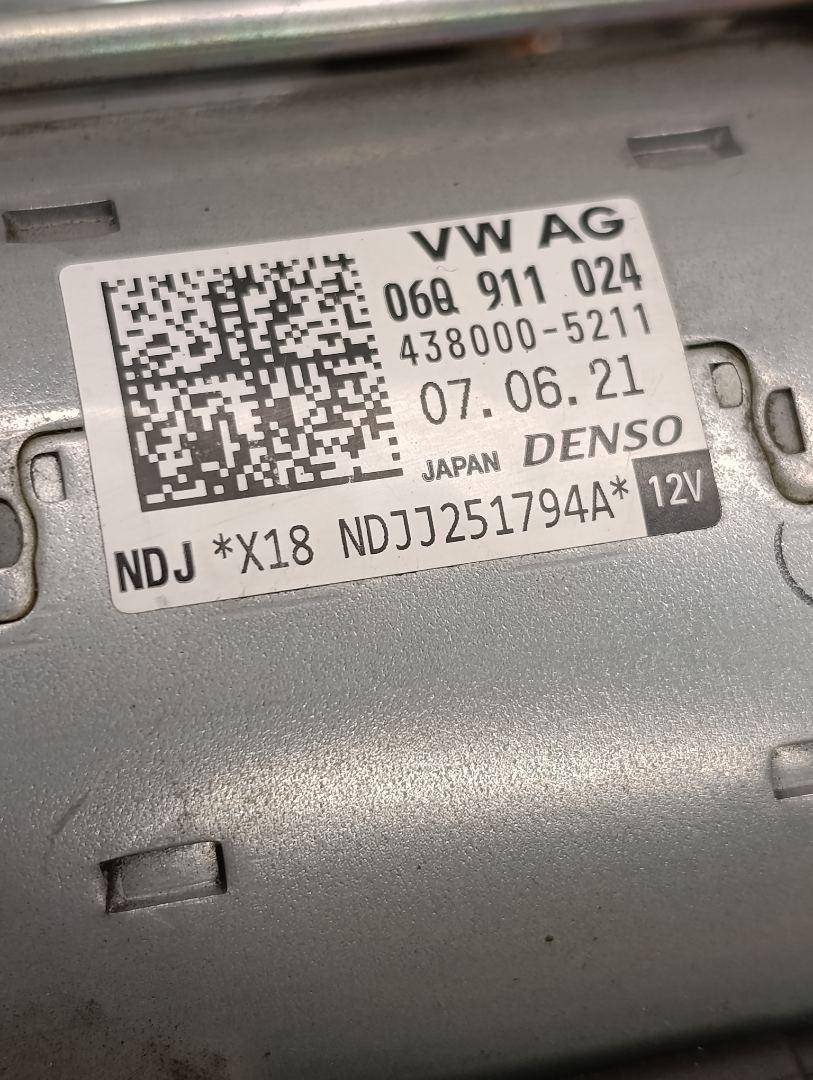 VW AG
06Q 911 024
438000-5211
07.06.21
JAPAN DENSO
NDJ *X18 NDJJ251794A* 12V